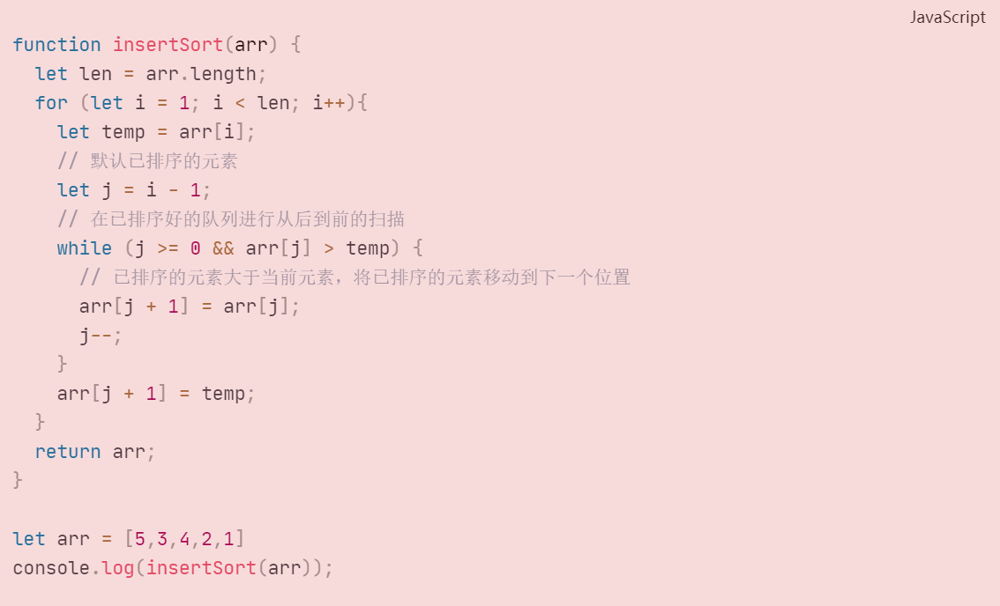 JavaScript
function insertSort(arr) {
  let len = arr.length;
  for (let i = 1; i < len; i++){
    let temp = arr[i];
    // 默认已排序的元素
    let j = i - 1;
    // 在已排序好的队列进行从后到前的扫描
    while (j >= 0 && arr[j] > temp) {
      // 已排序的元素大于当前元素，将已排序的元素移动到下一个位置
      arr[j + 1] = arr[j];
      j--;
    }
    arr[j + 1] = temp;
  }
  return arr;
}

let arr = [5,3,4,2,1]
console.log(insertSort(arr));